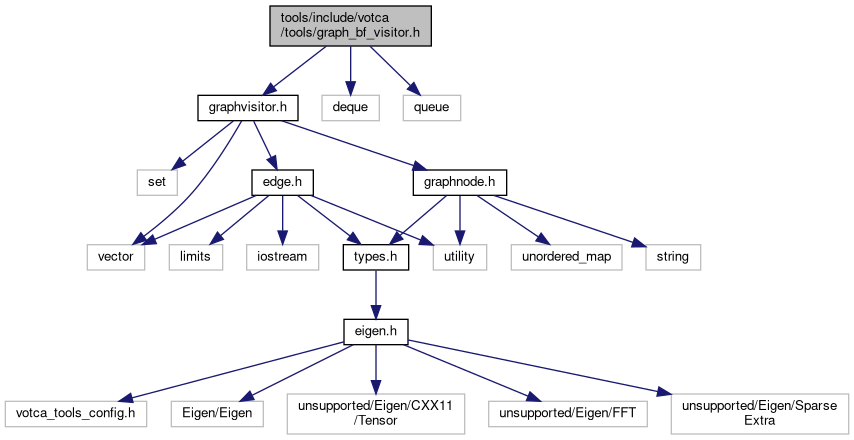 tools/include/votca
/tools/graph_bf_visitor.h
graphvisitor.h
deque
queue
set
edge.h
graphnode.h
vector
limits
iostream
types.h
utility
unordered_map
string
eigen.h
votca_tools_config.h
Eigen/Eigen
unsupported/Eigen/CXX11
/Tensor
unsupported/Eigen/FFT
unsupported/Eigen/Sparse
Extra